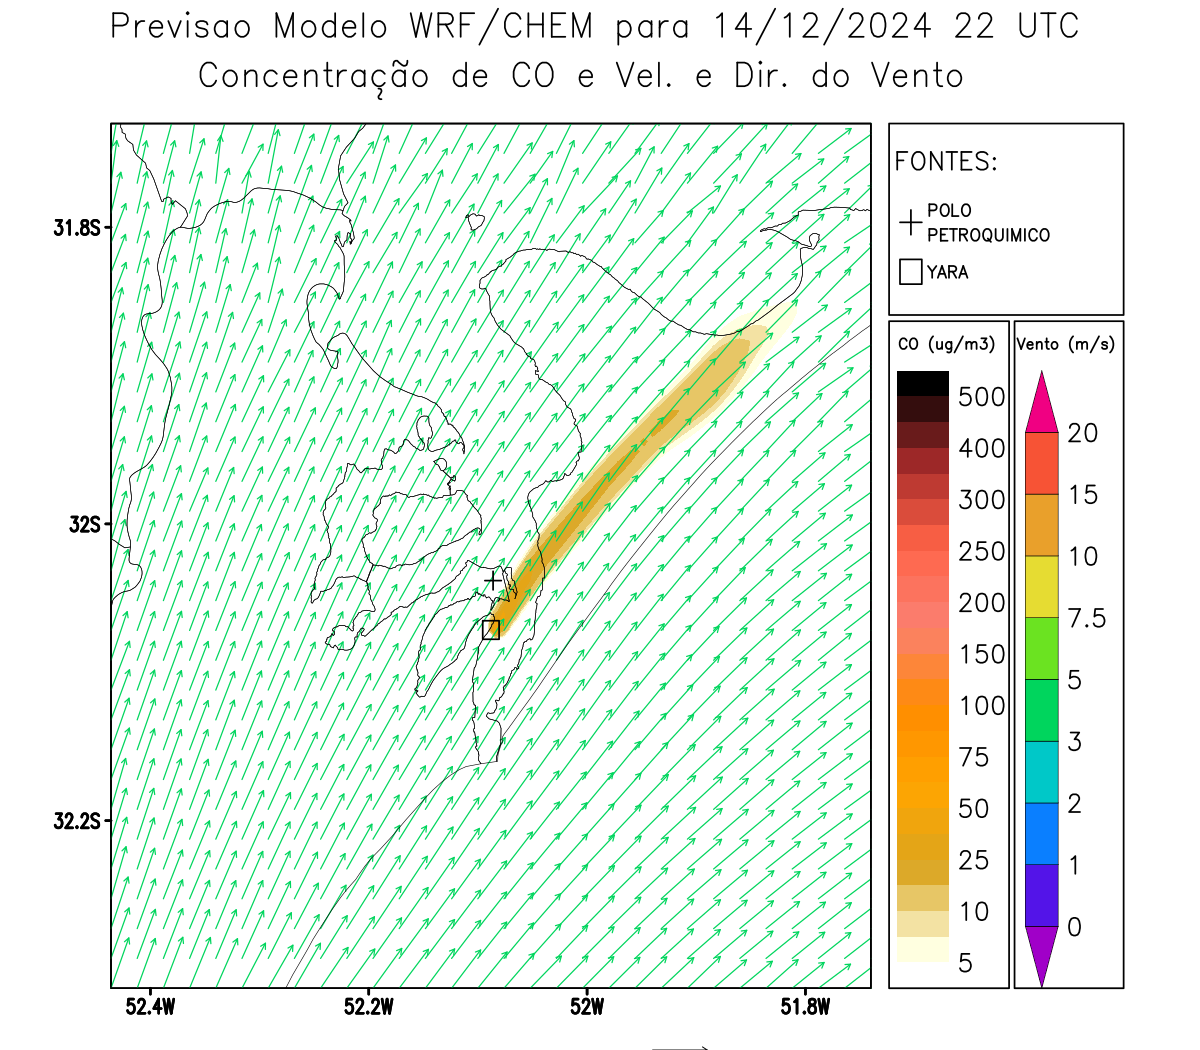 Previsao Modelo WRF/CHEM para 14/12/2024 22 UTC
Concentração de CO e Vel. e Dir. do Vento
FONTES:
POLO
PETROQUIMICO
YARA
CO (ug/m3)
500
400
300
250
200
150
100
75
50
25
10
5
Vento (m/s)
20
15
10
7.5
5
3
2
1
0
31.8S
32S
32.2S
52.4W
52.2W
52W
51.8W